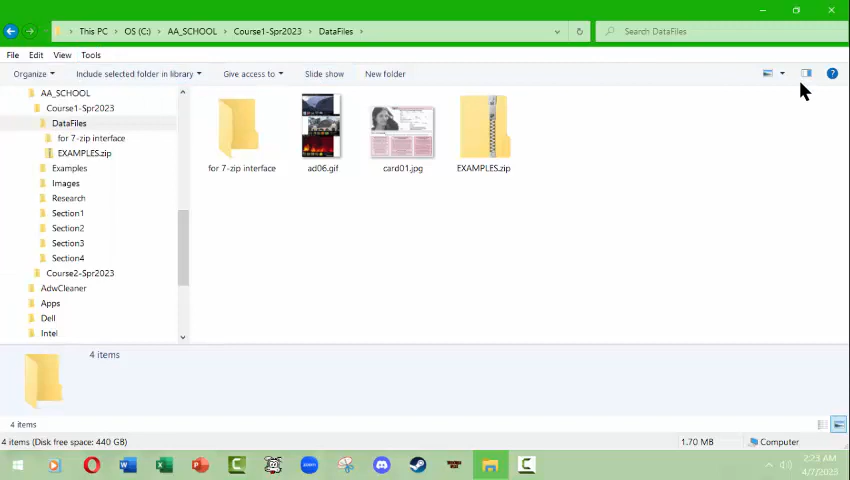 This PC > OS (C:) > AA_SCHOOL > Course1-Spr2023 > DataFiles >
Search DataFiles
File Edit View Tools
Organize Include selected folder in library Give access to Slide show New folder
AA_SCHOOL
Course1-Spr2023
DataFiles
for 7-zip interface
EXAMPLES.zip
Examples
Images
Research
Section1
Section2
Section3
Section4
Course2-Spr2023
AdwCleaner
Apps
Dell
Intel
for 7-zip interface
ad06.gif
card01.jpg
EXAMPLES.zip
4 items
4 items
4 items (Disk free space: 440 GB)
1.70 MB
Computer
zoom
2:23 AM
4/7/2023